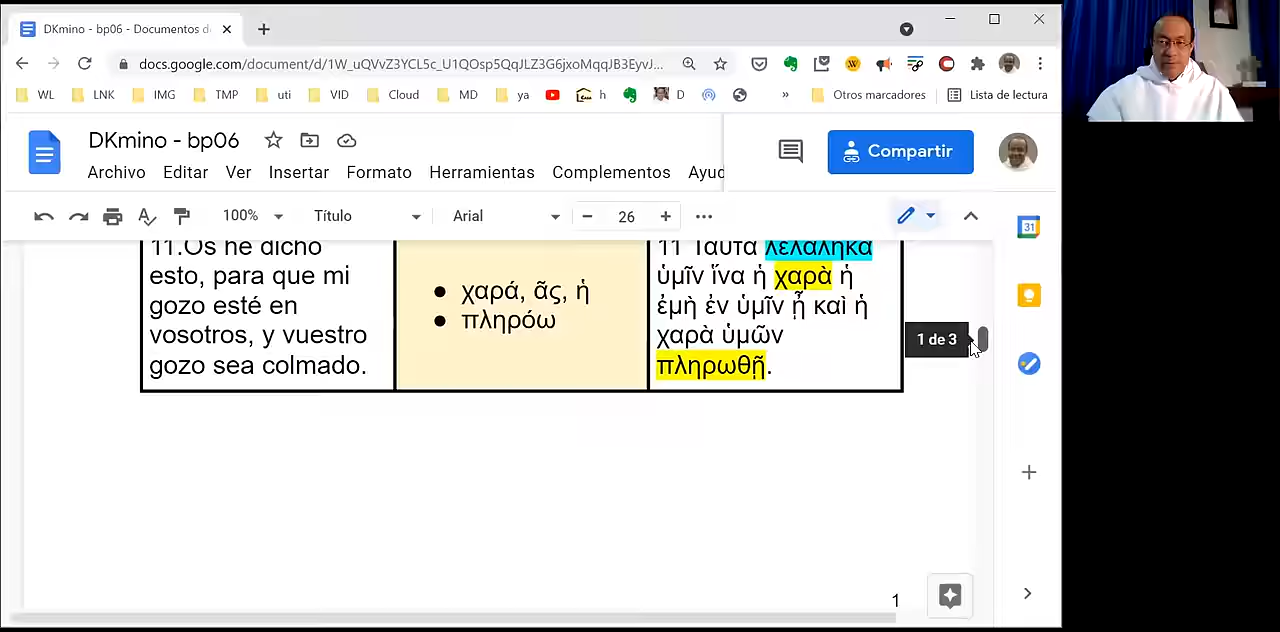 DKmino - bp06 - Documentos d
docs.google.com/document/d/1W_uQVvZ3YCL5c_U1QOsp5QqJLZ3G6jxoMqqJB3EyvJ...
WL LNK IMG TMP uti VID Cloud MD ya h D » Otros marcadores Lista de lectura
DKmino - bp06
Compartir
Archivo Editar Ver Insertar Formato Herramientas Complementos Ayud
100% Título Arial − 26 +
31
11.Os he dicho
esto, para que mi
gozo esté en
vosotros, y vuestro
gozo sea colmado.
● χαρά, ᾶς, ἡ
● πληρόω
11 Ταῦτα λελάληκα
ὑμῖν ἵνα ἡ χαρὰ ἡ
ἐμὴ ἐν ὑμῖν ᾖ καὶ ἡ
χαρὰ ὑμῶν
πληρωθῇ.
1 de 3
1